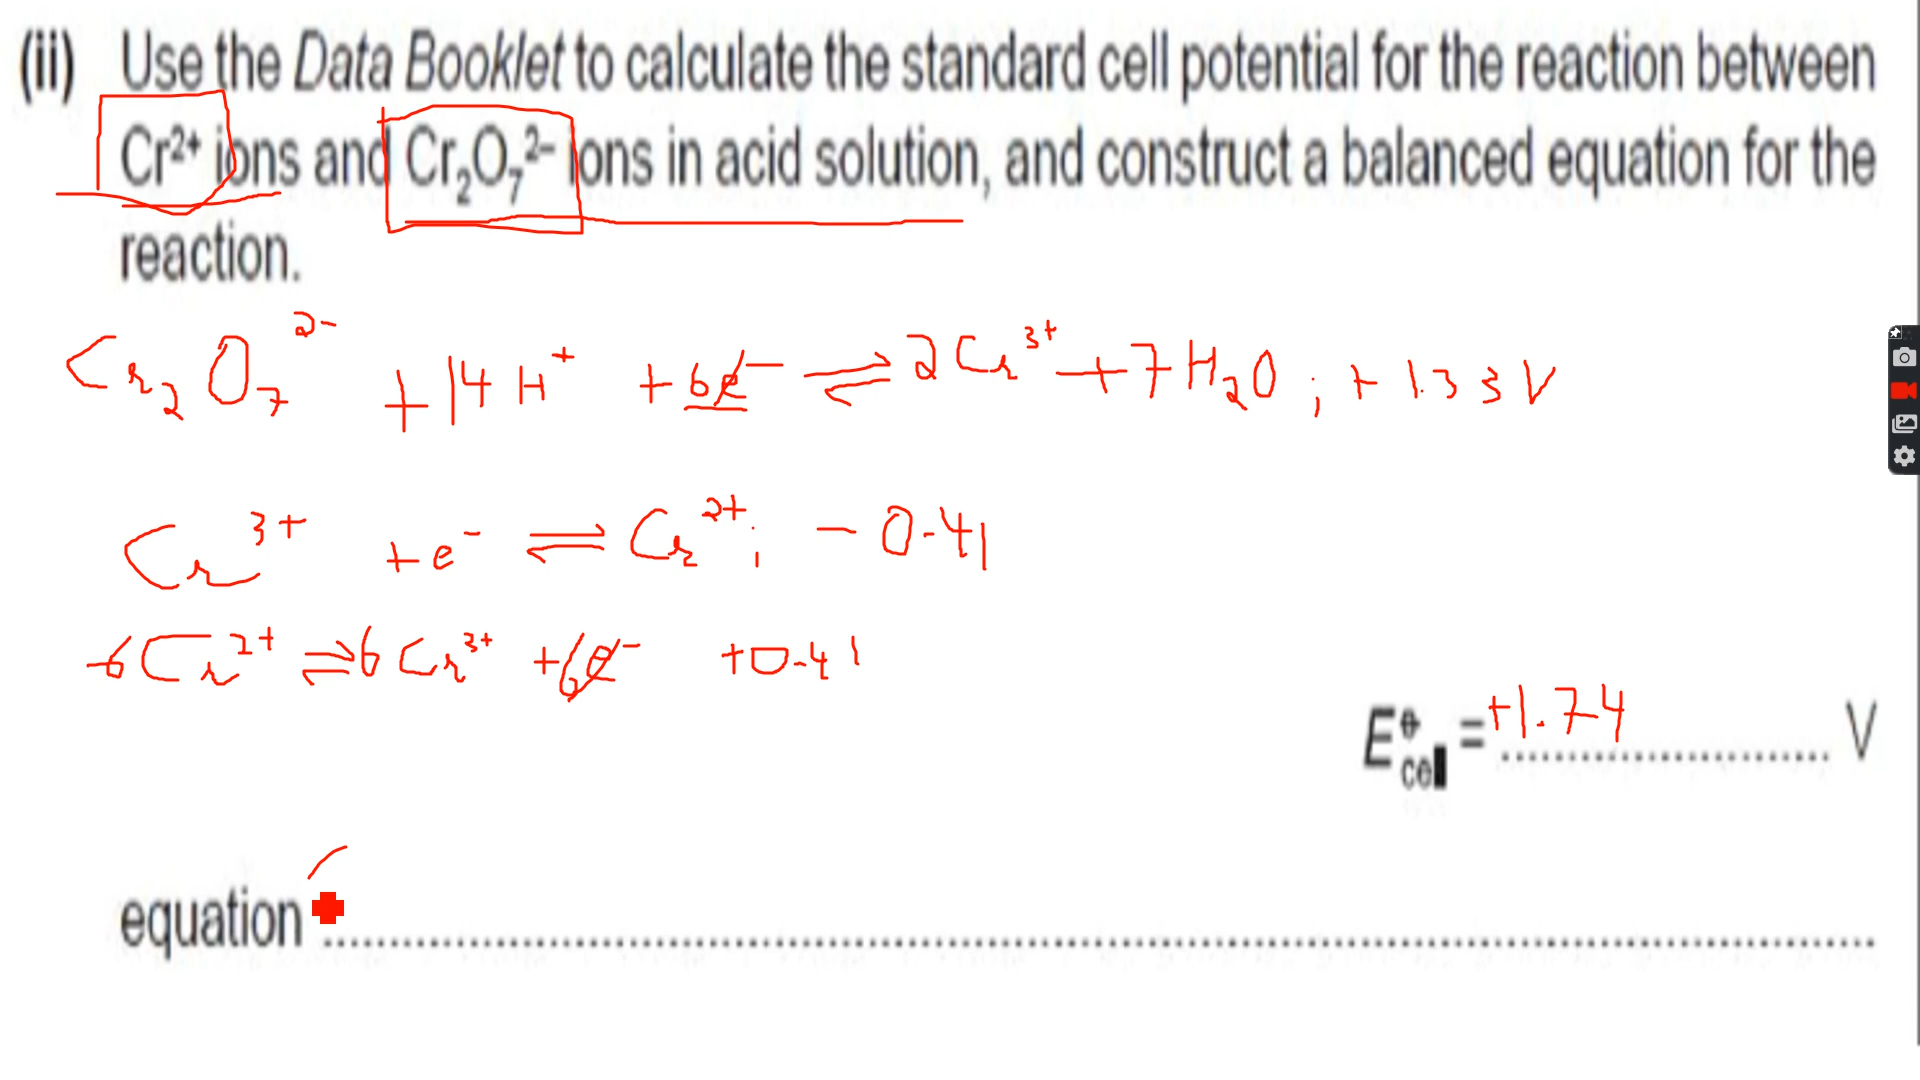 (ii) Use the Data Booklet to calculate the standard cell potential for the reaction between
Cr²⁺ ions and Cr₂O₇²⁻ ions in acid solution, and construct a balanced equation for the
reaction.
Cr₂O₇²⁻ + 14H⁺ + 6e⁻ ⇌ 2Cr³⁺ + 7H₂O ; + 1.33V
Cr³⁺ + e⁻ ⇌ Cr²⁺ ; - 0.41
6Cr²⁺ ⇌ 6Cr³⁺ + 6e⁻ +0.41
E⦵cell = +1.74 .............................. V
equation ..............................................................................................